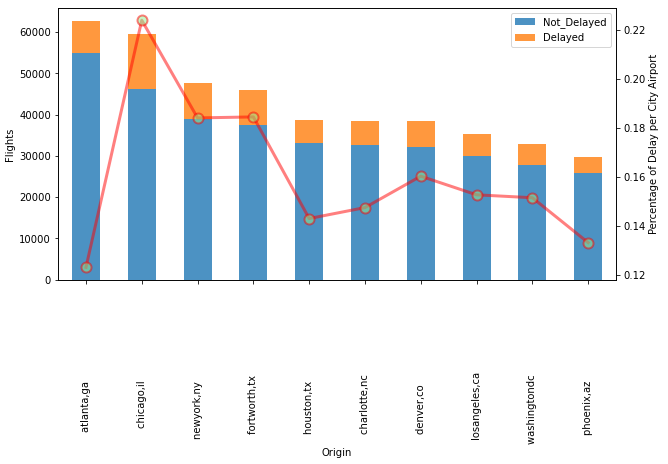 Not_Delayed
Delayed
Flights
60000
50000
40000
30000
20000
10000
0
Percentage of Delay per City Airport
0.22
0.20
0.18
0.16
0.14
0.12
atlanta,ga
chicago,il
newyork,ny
fortworth,tx
houston,tx
charlotte,nc
denver,co
losangeles,ca
washingtondc
phoenix,az
Origin